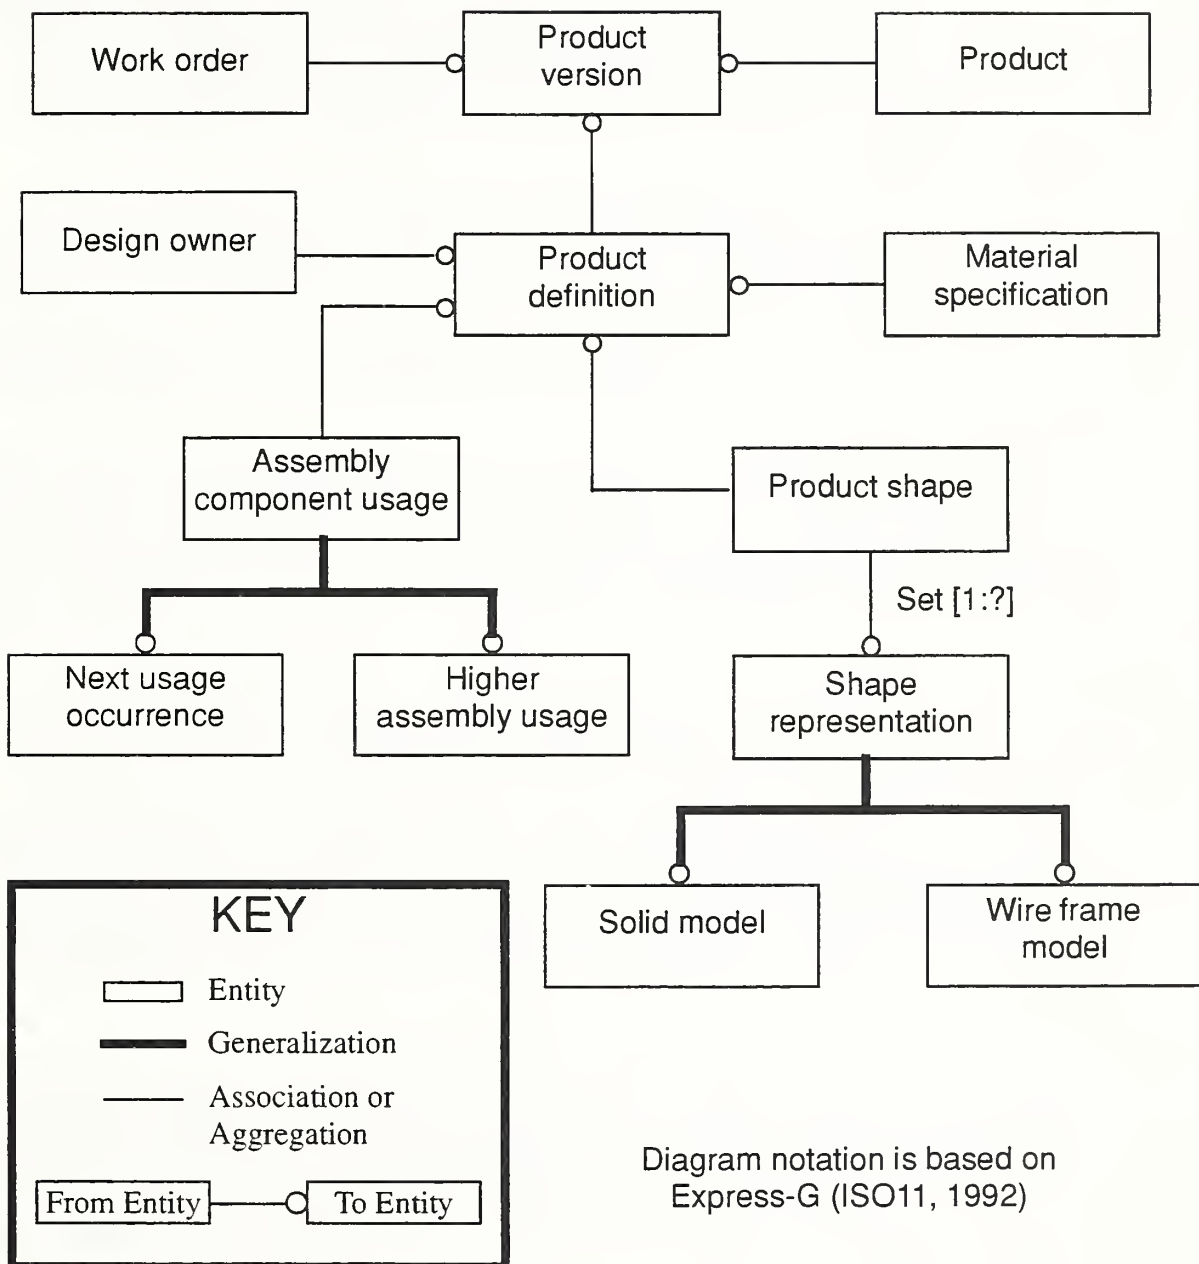 Work order
Product
version
Product
Design owner
Product
definition
Material
specification
Assembly
component usage
Product shape
Set [1:?]
Next usage
occurrence
Higher
assembly usage
Shape
representation
Solid model
Wire frame
model
KEY
Entity
Generalization
Association or
Aggregation
From Entity
To Entity
Diagram notation is based on
Express-G (ISO11, 1992)